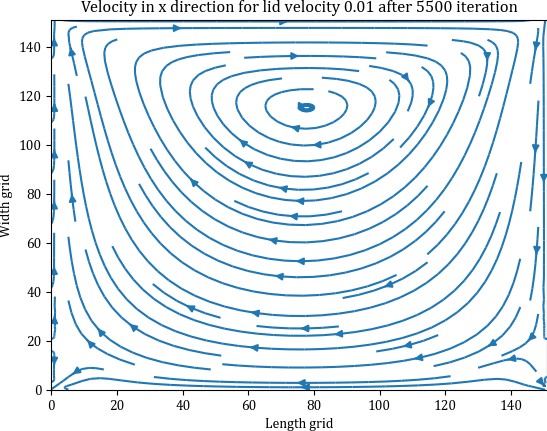 Velocity in x direction for lid velocity 0.01 after 5500 iteration
140
120
100
80
60
40
20
0
Width grid
0 20 40 60 80 100 120 140
Length grid